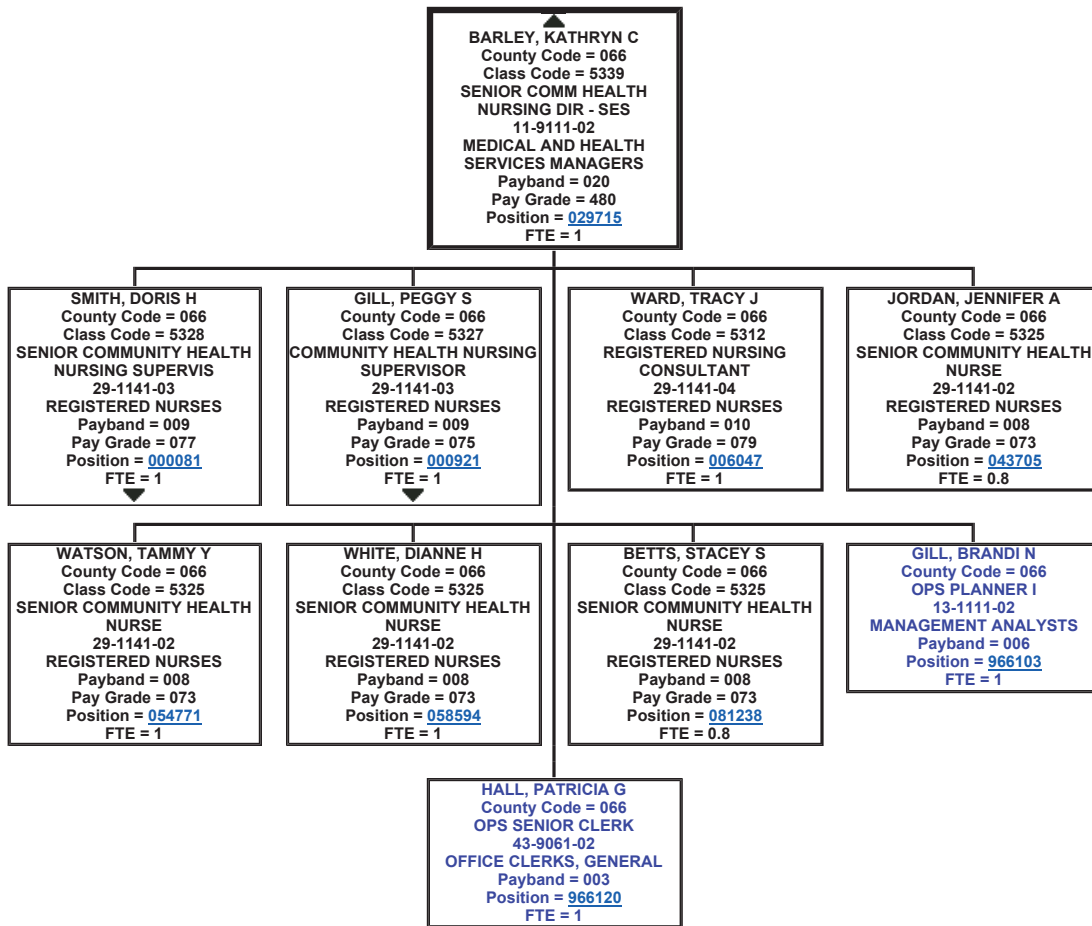 BARLEY, KATHRYN C
County Code = 066
Class Code = 5339
SENIOR COMM HEALTH
NURSING DIR - SES
11-9111-02
MEDICAL AND HEALTH
SERVICES MANAGERS
Payband = 020
Pay Grade = 480
Position = 029715
FTE = 1
SMITH, DORIS H
County Code = 066
Class Code = 5328
SENIOR COMMUNITY HEALTH
NURSING SUPERVIS
29-1141-03
REGISTERED NURSES
Payband = 009
Pay Grade = 077
Position = 000081
FTE = 1
GILL, PEGGY S
County Code = 066
Class Code = 5327
COMMUNITY HEALTH NURSING
SUPERVISOR
29-1141-03
REGISTERED NURSES
Payband = 009
Pay Grade = 075
Position = 000921
FTE = 1
WARD, TRACY J
County Code = 066
Class Code = 5312
REGISTERED NURSING
CONSULTANT
29-1141-04
REGISTERED NURSES
Payband = 010
Pay Grade = 079
Position = 006047
FTE = 1
JORDAN, JENNIFER A
County Code = 066
Class Code = 5325
SENIOR COMMUNITY HEALTH
NURSE
29-1141-02
REGISTERED NURSES
Payband = 008
Pay Grade = 073
Position = 043705
FTE = 0.8
WATSON, TAMMY Y
County Code = 066
Class Code = 5325
SENIOR COMMUNITY HEALTH
NURSE
29-1141-02
REGISTERED NURSES
Payband = 008
Pay Grade = 073
Position = 054771
FTE = 1
WHITE, DIANNE H
County Code = 066
Class Code = 5325
SENIOR COMMUNITY HEALTH
NURSE
29-1141-02
REGISTERED NURSES
Payband = 008
Pay Grade = 073
Position = 058594
FTE = 1
BETTS, STACEY S
County Code = 066
Class Code = 5325
SENIOR COMMUNITY HEALTH
NURSE
29-1141-02
REGISTERED NURSES
Payband = 008
Pay Grade = 073
Position = 081238
FTE = 0.8
GILL, BRANDI N
County Code = 066
OPS PLANNER I
13-1111-02
MANAGEMENT ANALYSTS
Payband = 006
Position = 966103
FTE = 1
HALL, PATRICIA G
County Code = 066
OPS SENIOR CLERK
43-9061-02
OFFICE CLERKS, GENERAL
Payband = 003
Position = 966120
FTE = 1